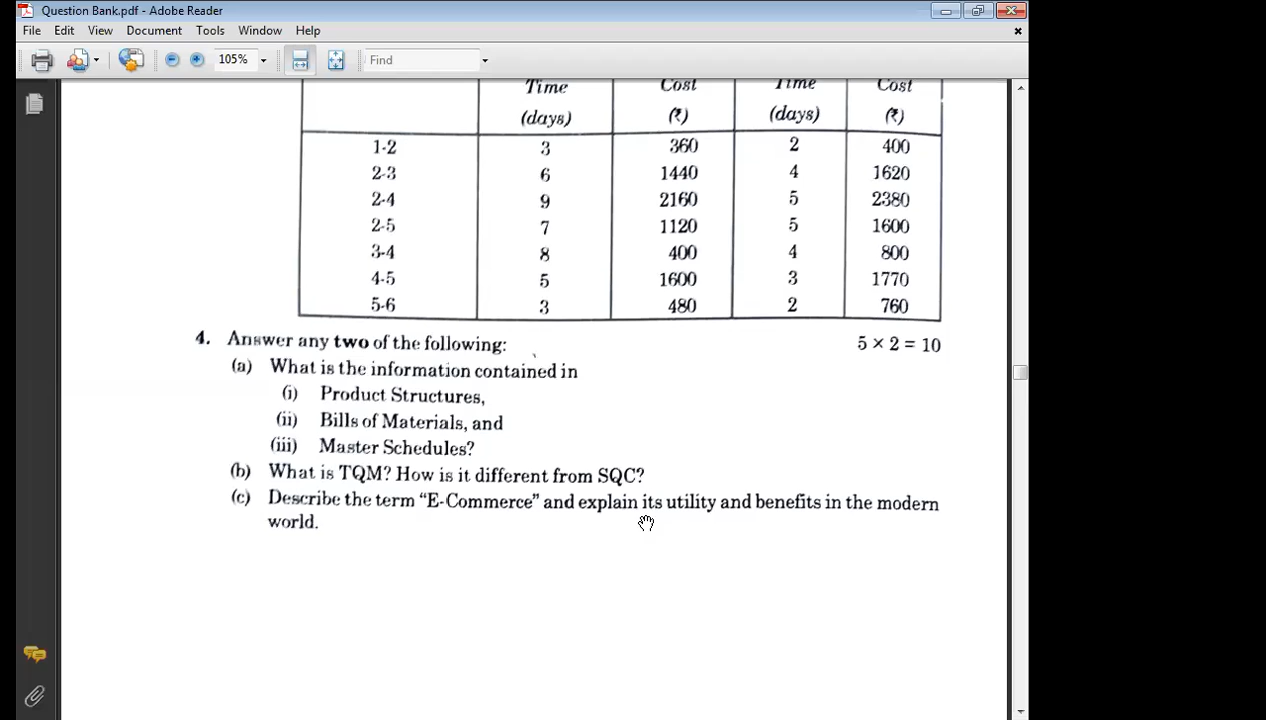 Question Bank.pdf - Adobe Reader
File Edit View Document Tools Window Help
105% Find
Time Cost Time Cost
(days) (₹) (days) (₹)
1-2 3 360 2 400
2-3 6 1440 4 1620
2-4 9 2160 5 2380
2-5 7 1120 5 1600
3-4 8 400 4 800
4-5 5 1600 3 1770
5-6 3 480 2 760
4. Answer any two of the following: 5 × 2 = 10
(a) What is the information contained in
(i) Product Structures,
(ii) Bills of Materials, and
(iii) Master Schedules?
(b) What is TQM? How is it different from SQC?
(c) Describe the term “E-Commerce” and explain its utility and benefits in the modern
world.